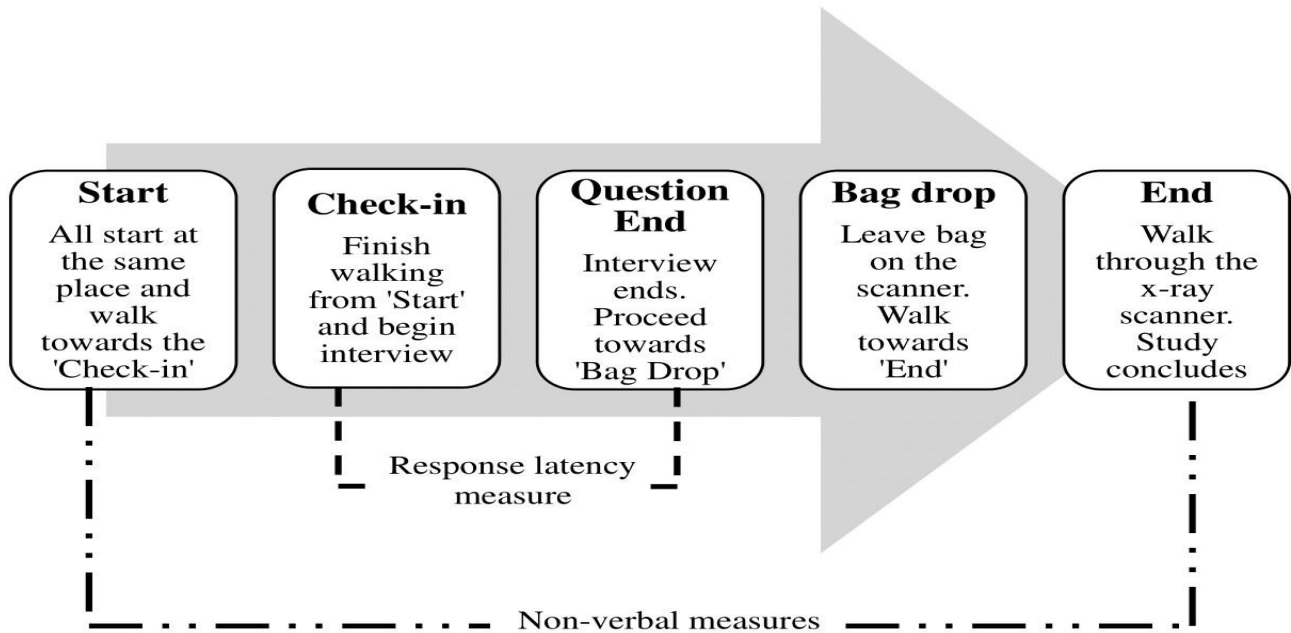 Start
All start at
the same
place and
walk
towards the
'Check-in'
Check-in
Finish
walking
from 'Start'
and begin
interview
Question
End
Interview
ends.
Proceed
towards
'Bag Drop'
Bag drop
Leave bag
on the
scanner.
Walk
towards
'End'
End
Walk
through the
x-ray
scanner.
Study
concludes
Response latency
measure
Non-verbal measures